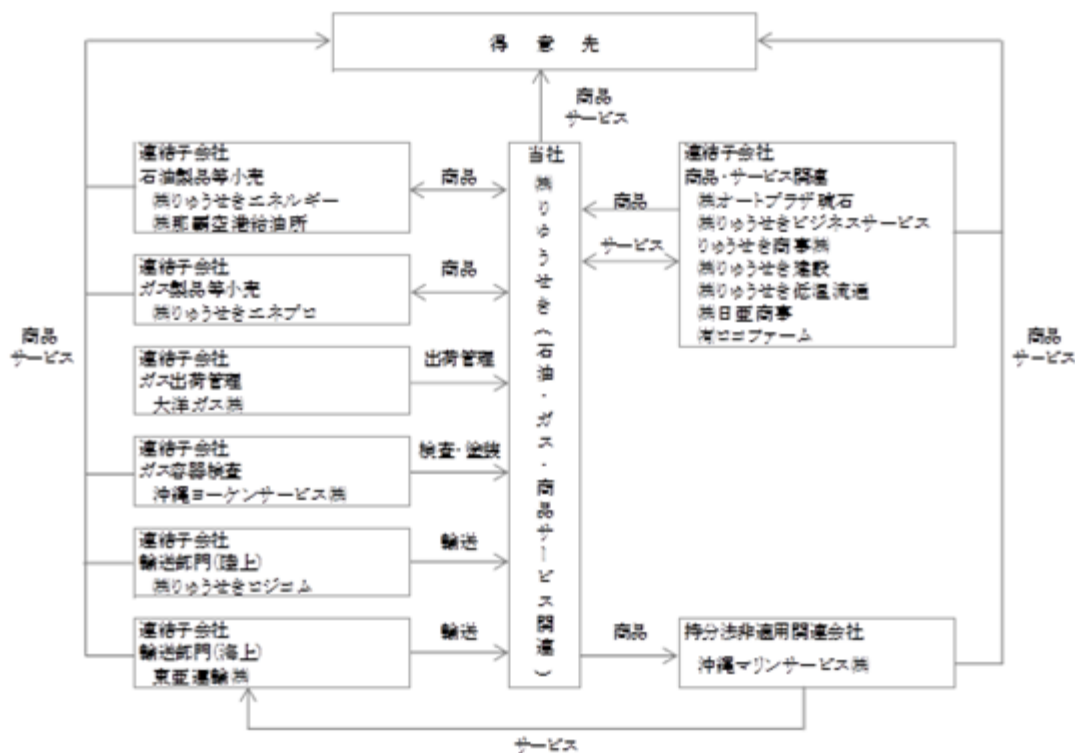 得意先
商品
サービス
連結子会社
石油製品等小売
㈱りゅうせきエネルギー
㈱那覇空港給油所
商品
連結子会社
ガス製品等小売
㈱りゅうせきエネプロ
商品
商品
サービス
連結子会社
ガス出荷管理
大洋ガス㈱
出荷管理
連結子会社
ガス容器検査
沖縄ヨーケンサービス㈱
検査・塗装
連結子会社
輸送部門(陸上)
㈱りゅうせきロジコム
輸送
連結子会社
輸送部門(海上)
東亜運輸㈱
輸送
当社
㈱りゅうせき(石油・ガス・商品サービス関連)
商品
サービス
連結子会社
商品・サービス関連
㈱オートプラザ琉石
㈱りゅうせきビジネスサービス
りゅうせき商事㈱
㈱りゅうせき建設
㈱りゅうせき低温流通
㈱日亜商事
㈲ロコファーム
商品
サービス
商品
持分法非適用関連会社
沖縄マリンサービス㈱
サービス